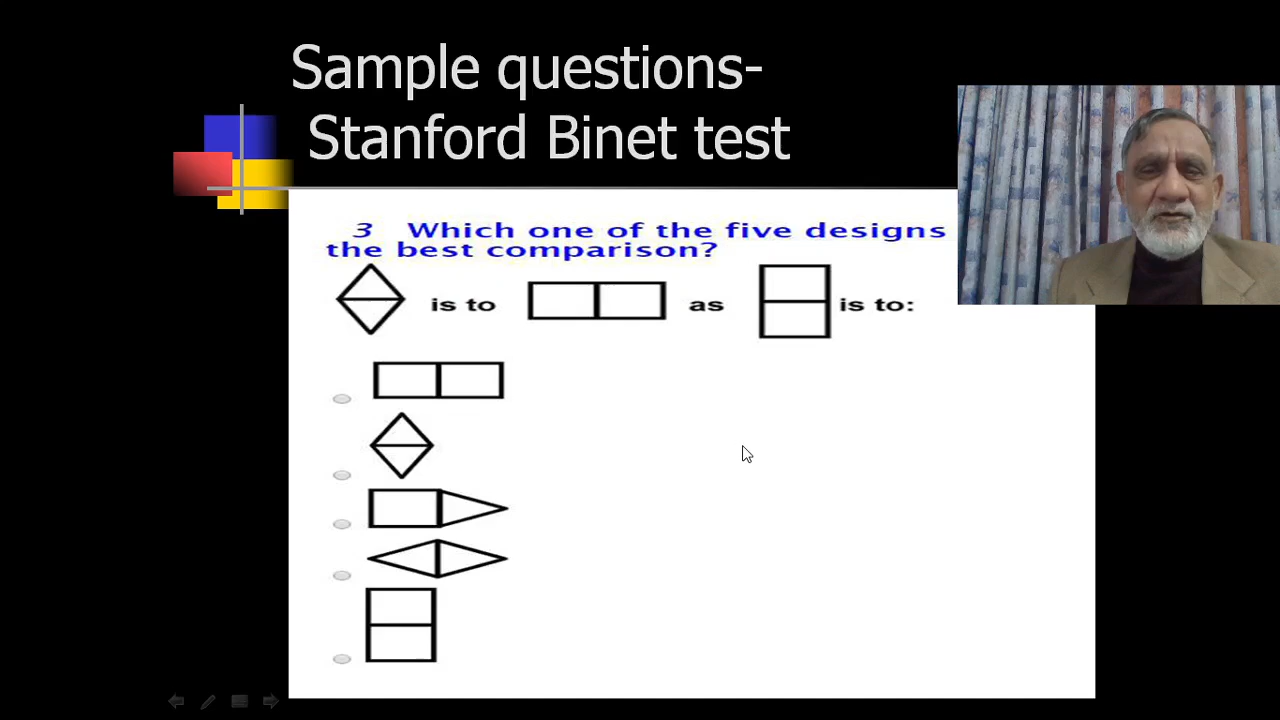 Sample questions-
Stanford Binet test
3 Which one of the five designs
the best comparison?
is to as is to: